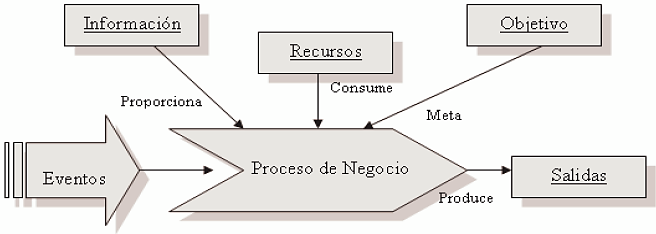 Información
Objetivo
Recursos
Consume
Proporciona
Meta
Proceso de Negocio
Eventos
Salidas
Produce